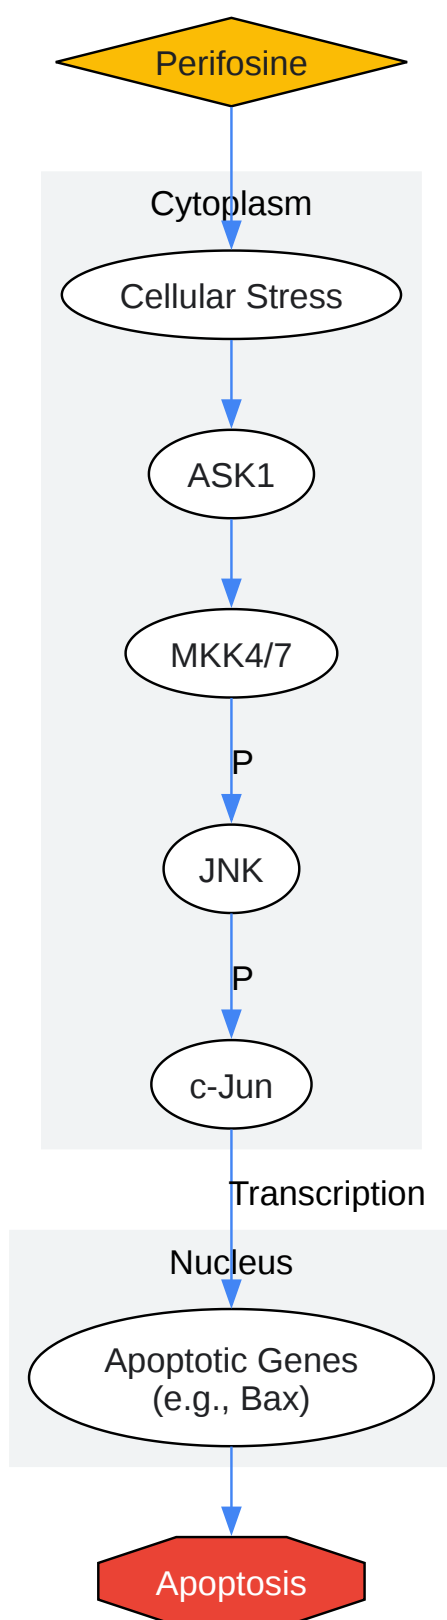 Perifosine
Cytoplasm
Cellular Stress
ASK1
MKK4/7
P
JNK
P
c-Jun
Transcription
Nucleus
Apoptotic Genes
(e.g., Bax)
Apoptosis